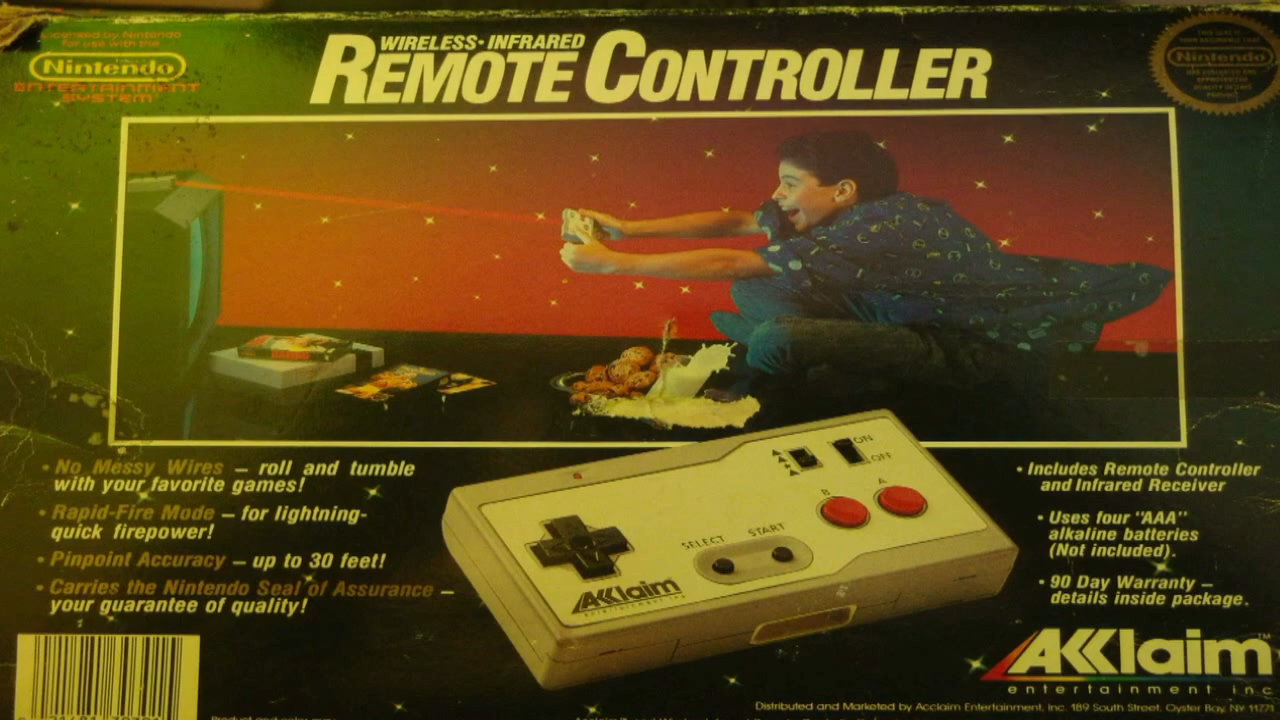 Licensed by Nintendo
for use with the
Nintendo
ENTERTAINMENT
SYSTEM
WIRELESS•INFRARED
REMOTE CONTROLLER
Nintendo
• No Messy Wires – roll and tumble
with your favorite games!
• Rapid-Fire Mode – for lightning-
quick firepower!
• Pinpoint Accuracy – up to 30 feet!
• Carries the Nintendo Seal of Assurance –
your guarantee of quality!
ON
OFF
B
A
SELECT
START
AKKlaim
entertainment inc
• Includes Remote Controller
and Infrared Receiver
• Uses four "AAA"
alkaline batteries
(Not included).
• 90 Day Warranty –
details inside package.
AKKlaim™
entertainment inc
Distributed and Marketed by Acclaim Entertainment, Inc. 189 South Street, Oyster Bay, NY 11771